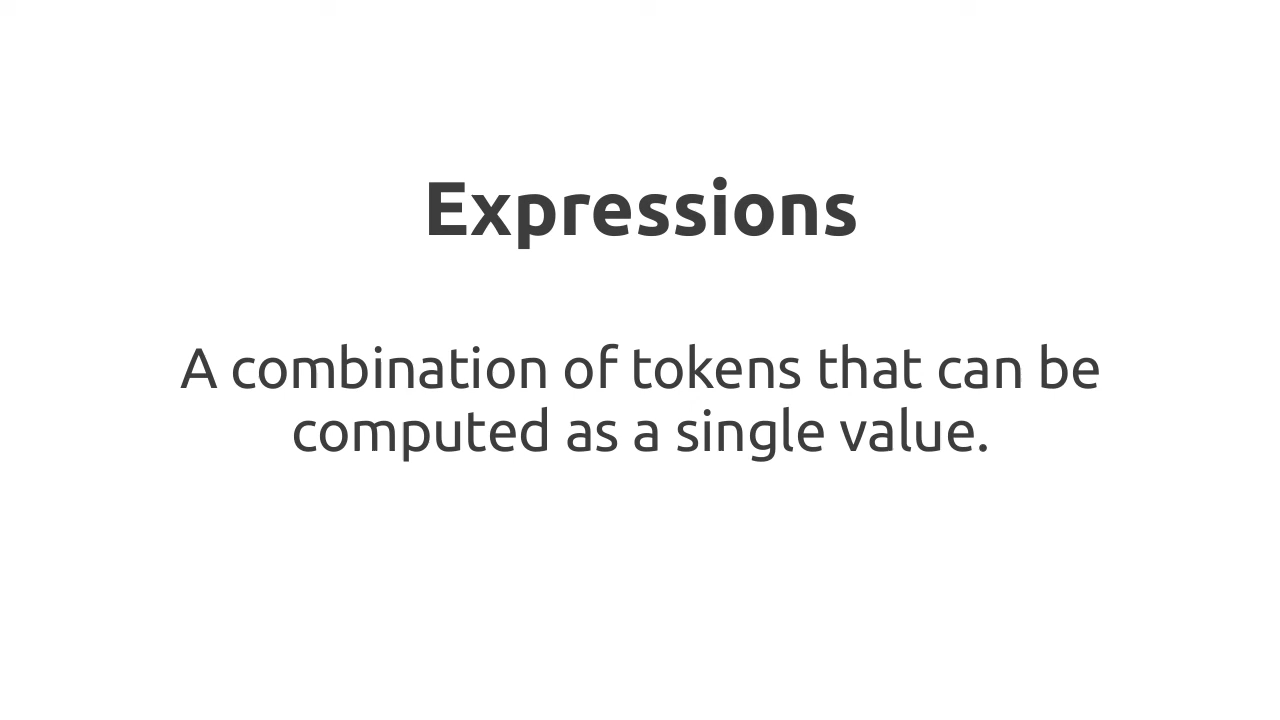 Expressions
A combination of tokens that can be
computed as a single value.